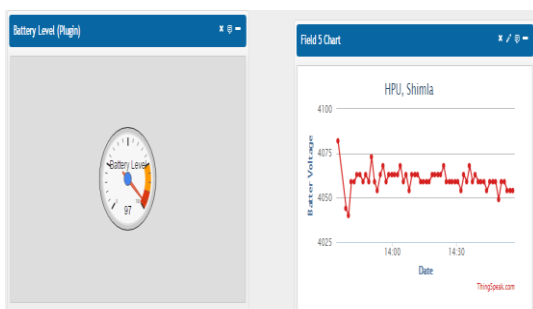 Battery Level (Plugin)
Battery Level
97
Field 5 Chart
HPU, Shimla
4100
4075
4050
4025
Batter Voltage
14:00 14:30
Date
ThingSpeak.com